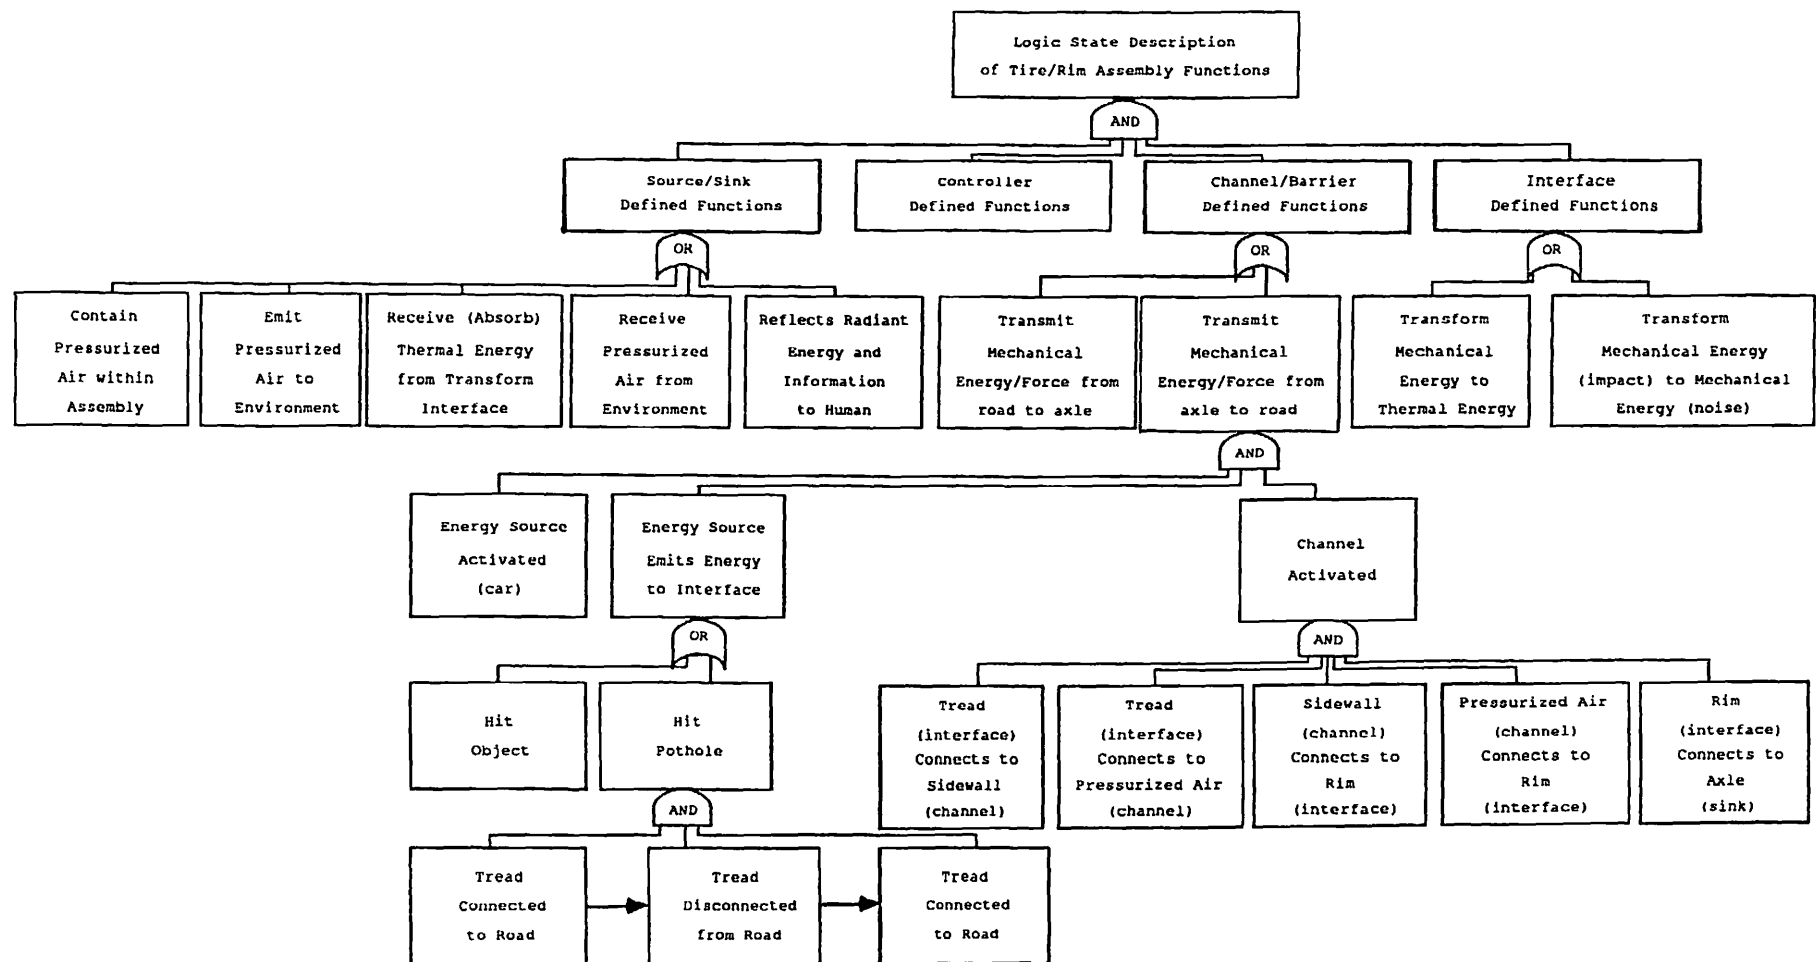 Logic State Description
of Tire/Rim Assembly Functions
AND
Source/Sink
Defined Functions
Controller
Defined Functions
Channel/Barrier
Defined Functions
Interface
Defined Functions
OR
OR
OR
Contain
Pressurized
Air within
Assembly
Emit
Pressurized
Air to
Environment
Receive (Absorb)
Thermal Energy
from Transform
Interface
Receive
Pressurized
Air from
Environment
Reflects Radiant
Energy and
Information
to Human
Transmit
Mechanical
Energy/Force from
road to axle
Transmit
Mechanical
Energy/Force from
axle to road
Transform
Mechanical
Energy to
Thermal Energy
Transform
Mechanical Energy
(impact) to Mechanical
Energy (noise)
AND
Energy Source
Activated
(car)
Energy Source
Emits Energy
to Interface
Channel
Activated
OR
AND
Hit
Object
Hit
Pothole
Tread
(interface)
Connects to
Sidewall
(channel)
Tread
(interface)
Connects to
Pressurized Air
(channel)
Sidewall
(channel)
Connects to
Rim
(interface)
Pressurized Air
(channel)
Connects to
Rim
(interface)
Rim
(interface)
Connects to
Axle
(sink)
AND
Tread
Connected
to Road
Tread
Disconnected
from Road
Tread
Connected
to Road